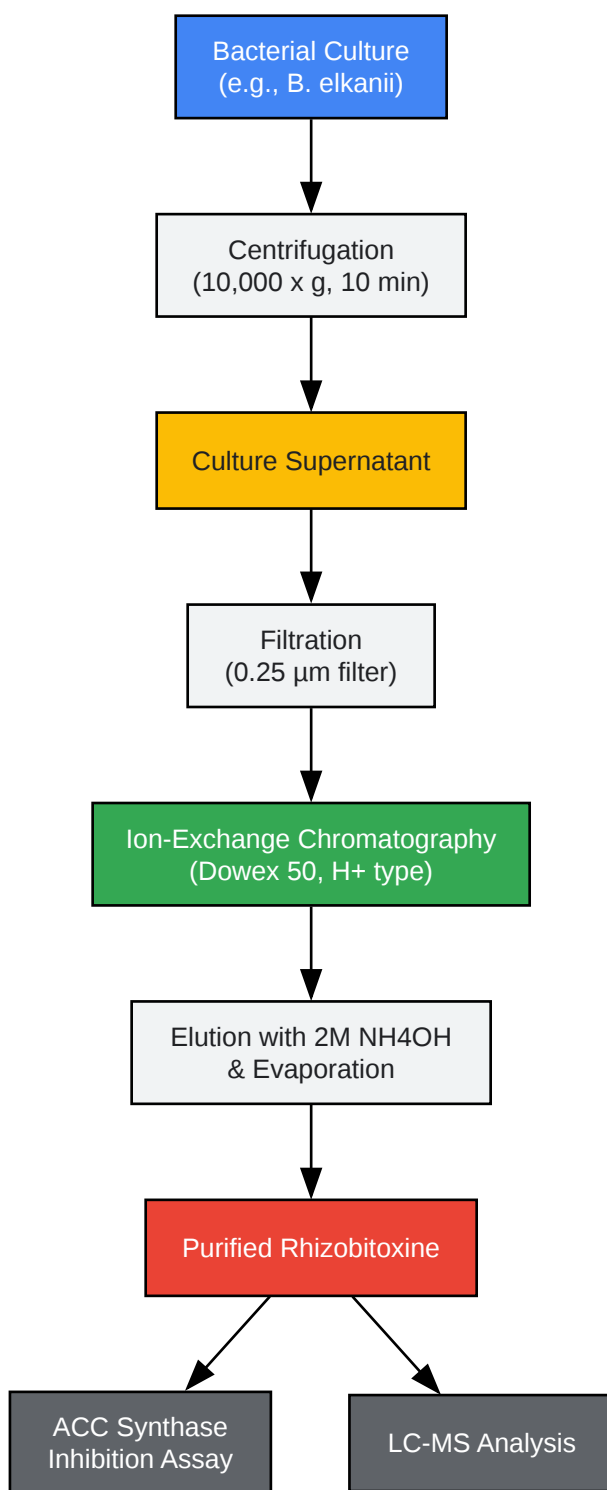 Bacterial Culture
(e.g., B. elkanii)
Centrifugation
(10,000 x g, 10 min)
Culture Supernatant
Filtration
(0.25 µm filter)
Ion-Exchange Chromatography
(Dowex 50, H+ type)
Elution with 2M NH4OH
& Evaporation
Purified Rhizobitoxine
ACC Synthase
Inhibition Assay
LC-MS Analysis